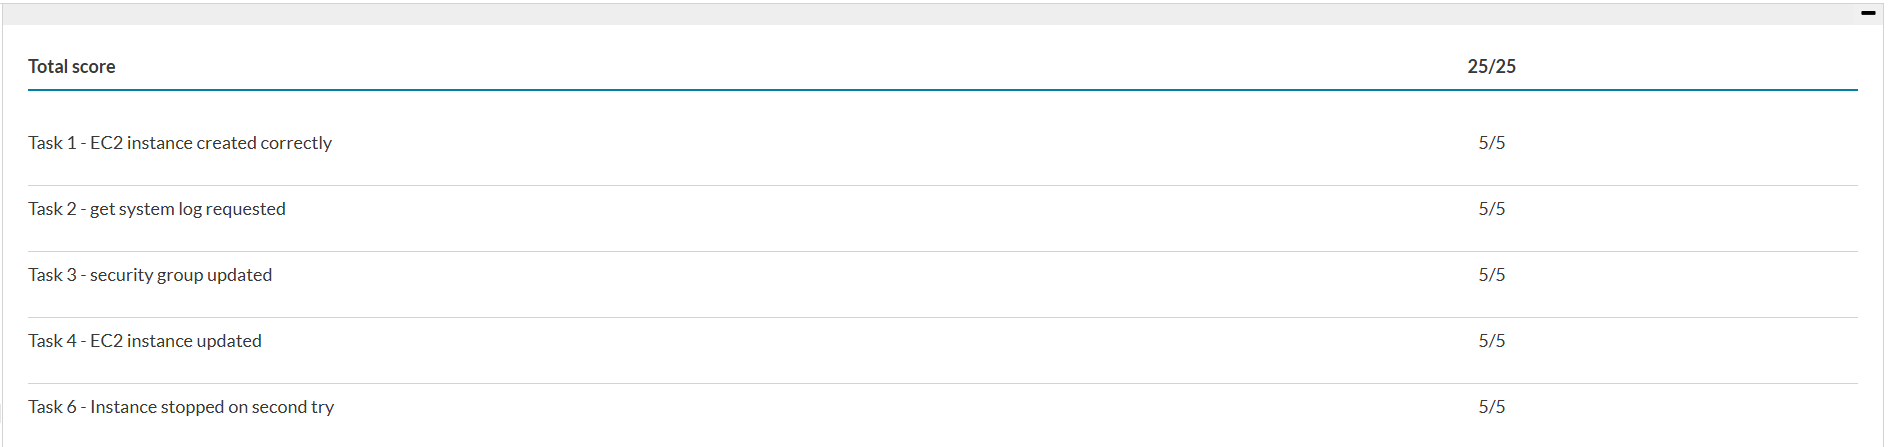 Total score 25/25
Task 1 - EC2 instance created correctly 5/5
Task 2 - get system log requested 5/5
Task 3 - security group updated 5/5
Task 4 - EC2 instance updated 5/5
Task 6 - Instance stopped on second try 5/5